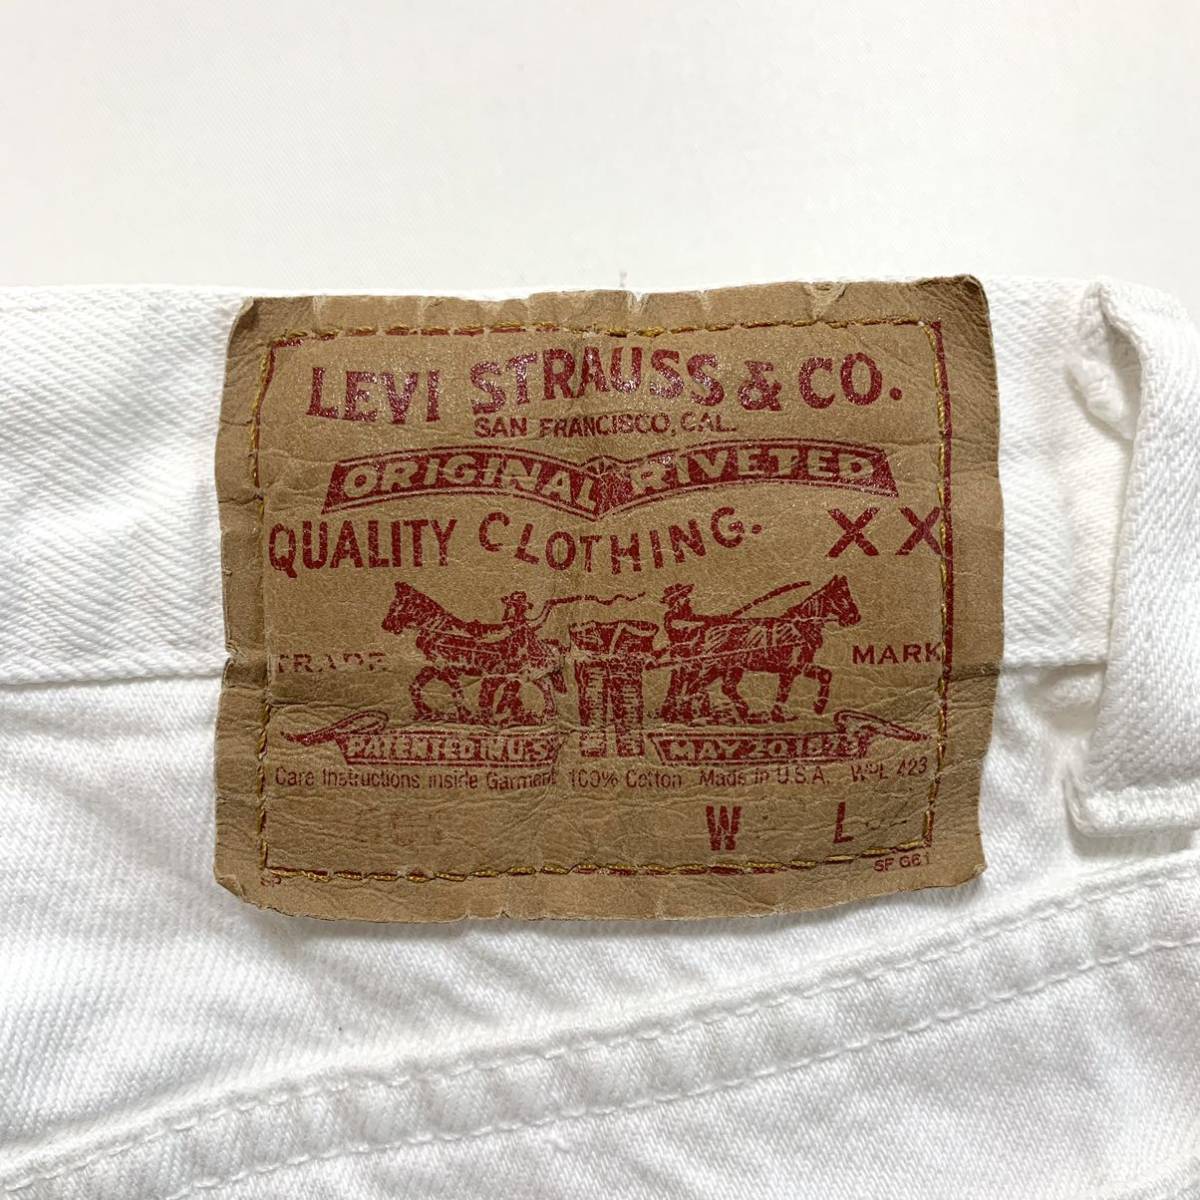 LEVI STRAUSS & CO.
SAN FRANCISCO, CAL.
ORIGINAL RIVETED
QUALITY CLOTHING. XX
TRADE MARK
PATENTED IN U.S. MAY 20 1873
Care Instructions inside Garment 100% Cotton Made in U.S.A. WPL 423
W L
SF 661